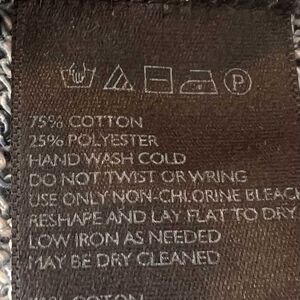 P
75% COTTON
25% POLYESTER
HAND WASH COLD
DO NOT TWIST OR WRING
USE ONLY NON-CHLORINE BLEACH
RESHAPE AND LAY FLAT TO DRY
LOW IRON AS NEEDED
MAY BE DRY CLEANED